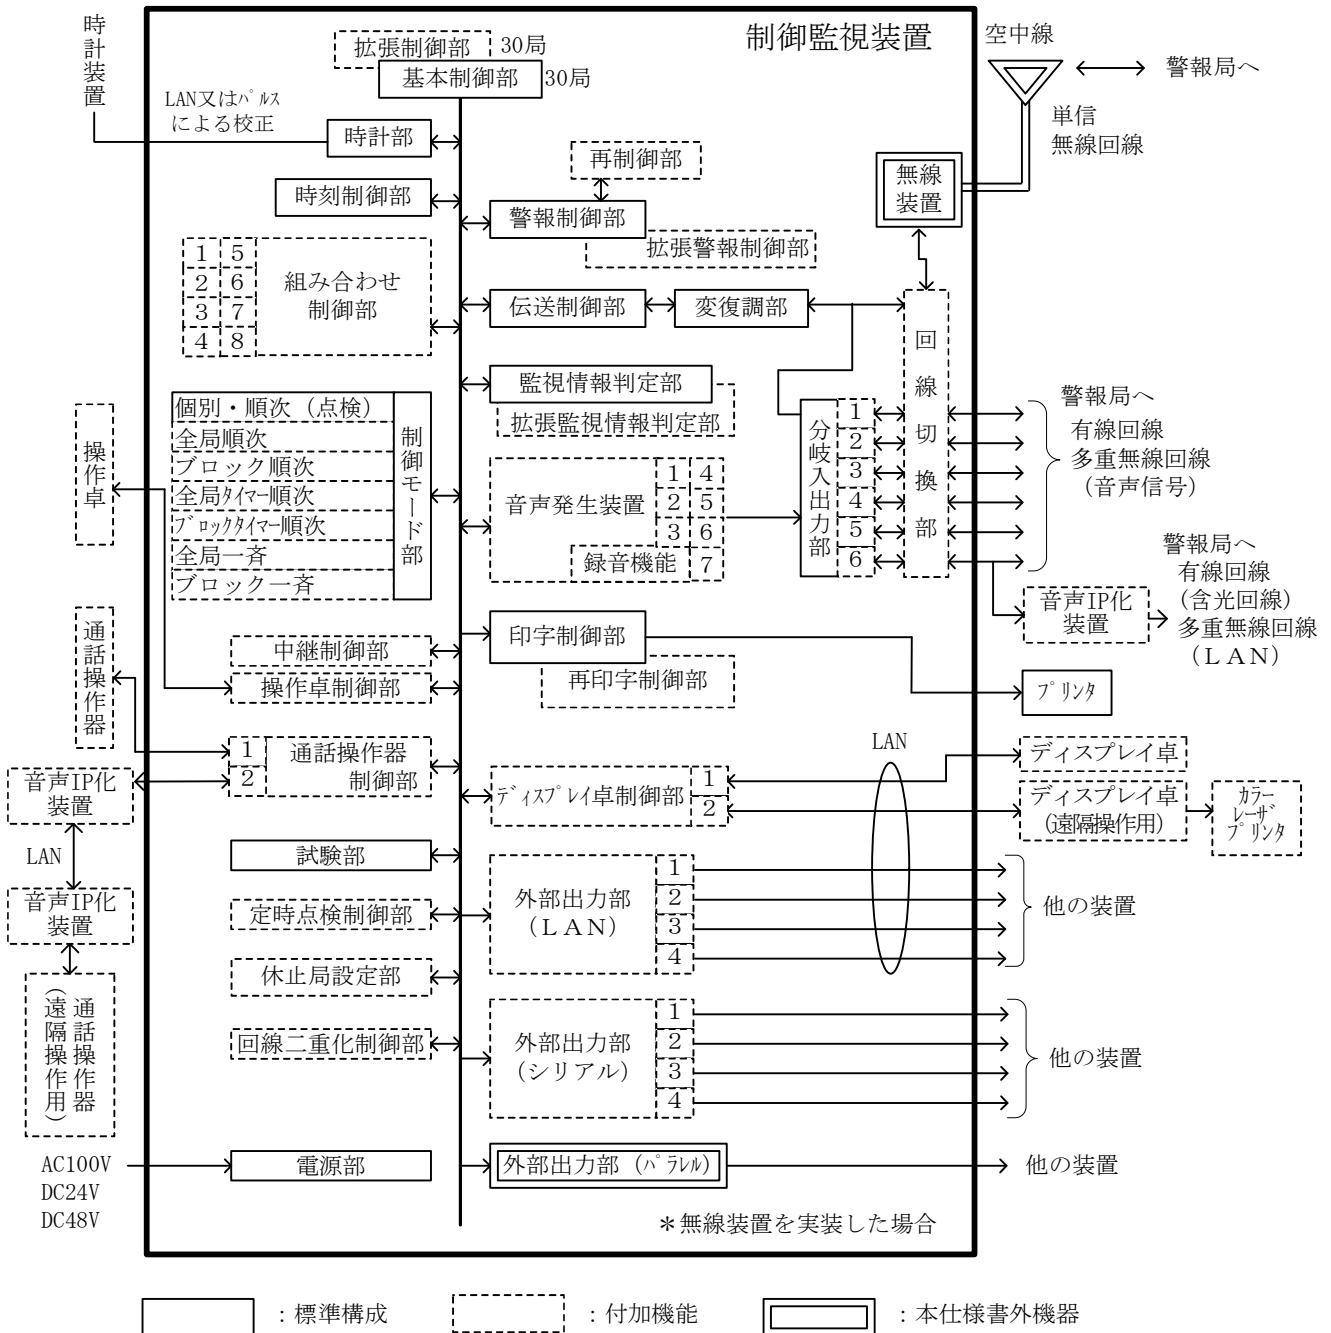 制御監視装置
時計装置
拡張制御部
30局
基本制御部
30局
LAN又はパルス
による校正
時計部
時刻制御部
再制御部
警報制御部
拡張警報制御部
空中線
警報局へ
単信
無線回線
無線
装置
1 5
2 6
3 7
4 8
組み合わせ
制御部
伝送制御部
変復調部
回線切換部
監視情報判定部
拡張監視情報判定部
個別・順次（点検）
全局順次
ブロック順次
全局タイマー順次
ブロックタイマー順次
全局一斉
ブロック一斉
制御モード部
操作卓
音声発生装置
録音機能
1 4
2 5
3 6
7
分岐入出力部
1
2
3
4
5
6
警報局へ
有線回線
多重無線回線
(音声信号)
警報局へ
有線回線
(含光回線)
多重無線回線
(ＬＡＮ)
音声IP化
装置
通話操作器
中継制御部
操作卓制御部
印字制御部
再印字制御部
プリンタ
1
2
通話操作器
制御部
音声IP化
装置
LAN
音声IP化
装置
通話操作器
(遠隔操作用)
ディスプレイ卓制御部
1
2
LAN
ディスプレイ卓
ディスプレイ卓
(遠隔操作用)
カラー
レーザ
プリンタ
試験部
定時点検制御部
休止局設定部
回線二重化制御部
外部出力部
(ＬＡＮ)
1
2
3
4
他の装置
外部出力部
(シリアル)
1
2
3
4
他の装置
AC100V
DC24V
DC48V
電源部
外部出力部（パラレル）
他の装置
＊無線装置を実装した場合
：標準構成
：付加機能
：本仕様書外機器